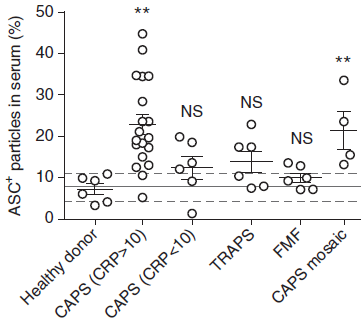 ASC+ particles in serum (%)
50
40
30
20
10
0
**
NS
NS
NS
**
Healthy donor
CAPS (CRP>10)
CAPS (CRP<10)
TRAPS
FMF
CAPS mosaic